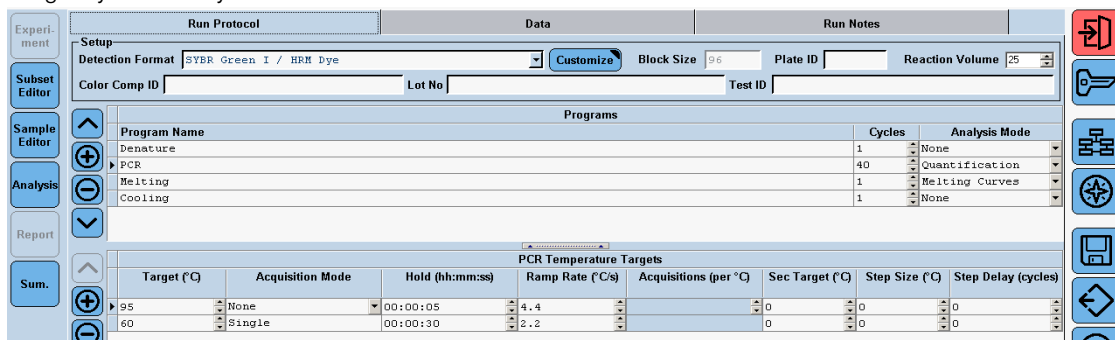 Experi-
ment
Subset
Editor
Sample
Editor
Analysis
Report
Sum.
Run Protocol Data Run Notes
Setup
Detection Format SYBR Green I / HRM Dye Customize Block Size 96 Plate ID Reaction Volume 25
Color Comp ID Lot No Test ID
Programs
Program Name Cycles Analysis Mode
Denature 1 None
PCR 40 Quantification
Melting 1 Melting Curves
Cooling 1 None
PCR Temperature Targets
Target (°C) Acquisition Mode Hold (hh:mm:ss) Ramp Rate (°C/s) Acquisitions (per °C) Sec Target (°C) Step Size (°C) Step Delay (cycles)
95 None 00:00:05 4.4 0 0 0
60 Single 00:00:30 2.2 0 0 0